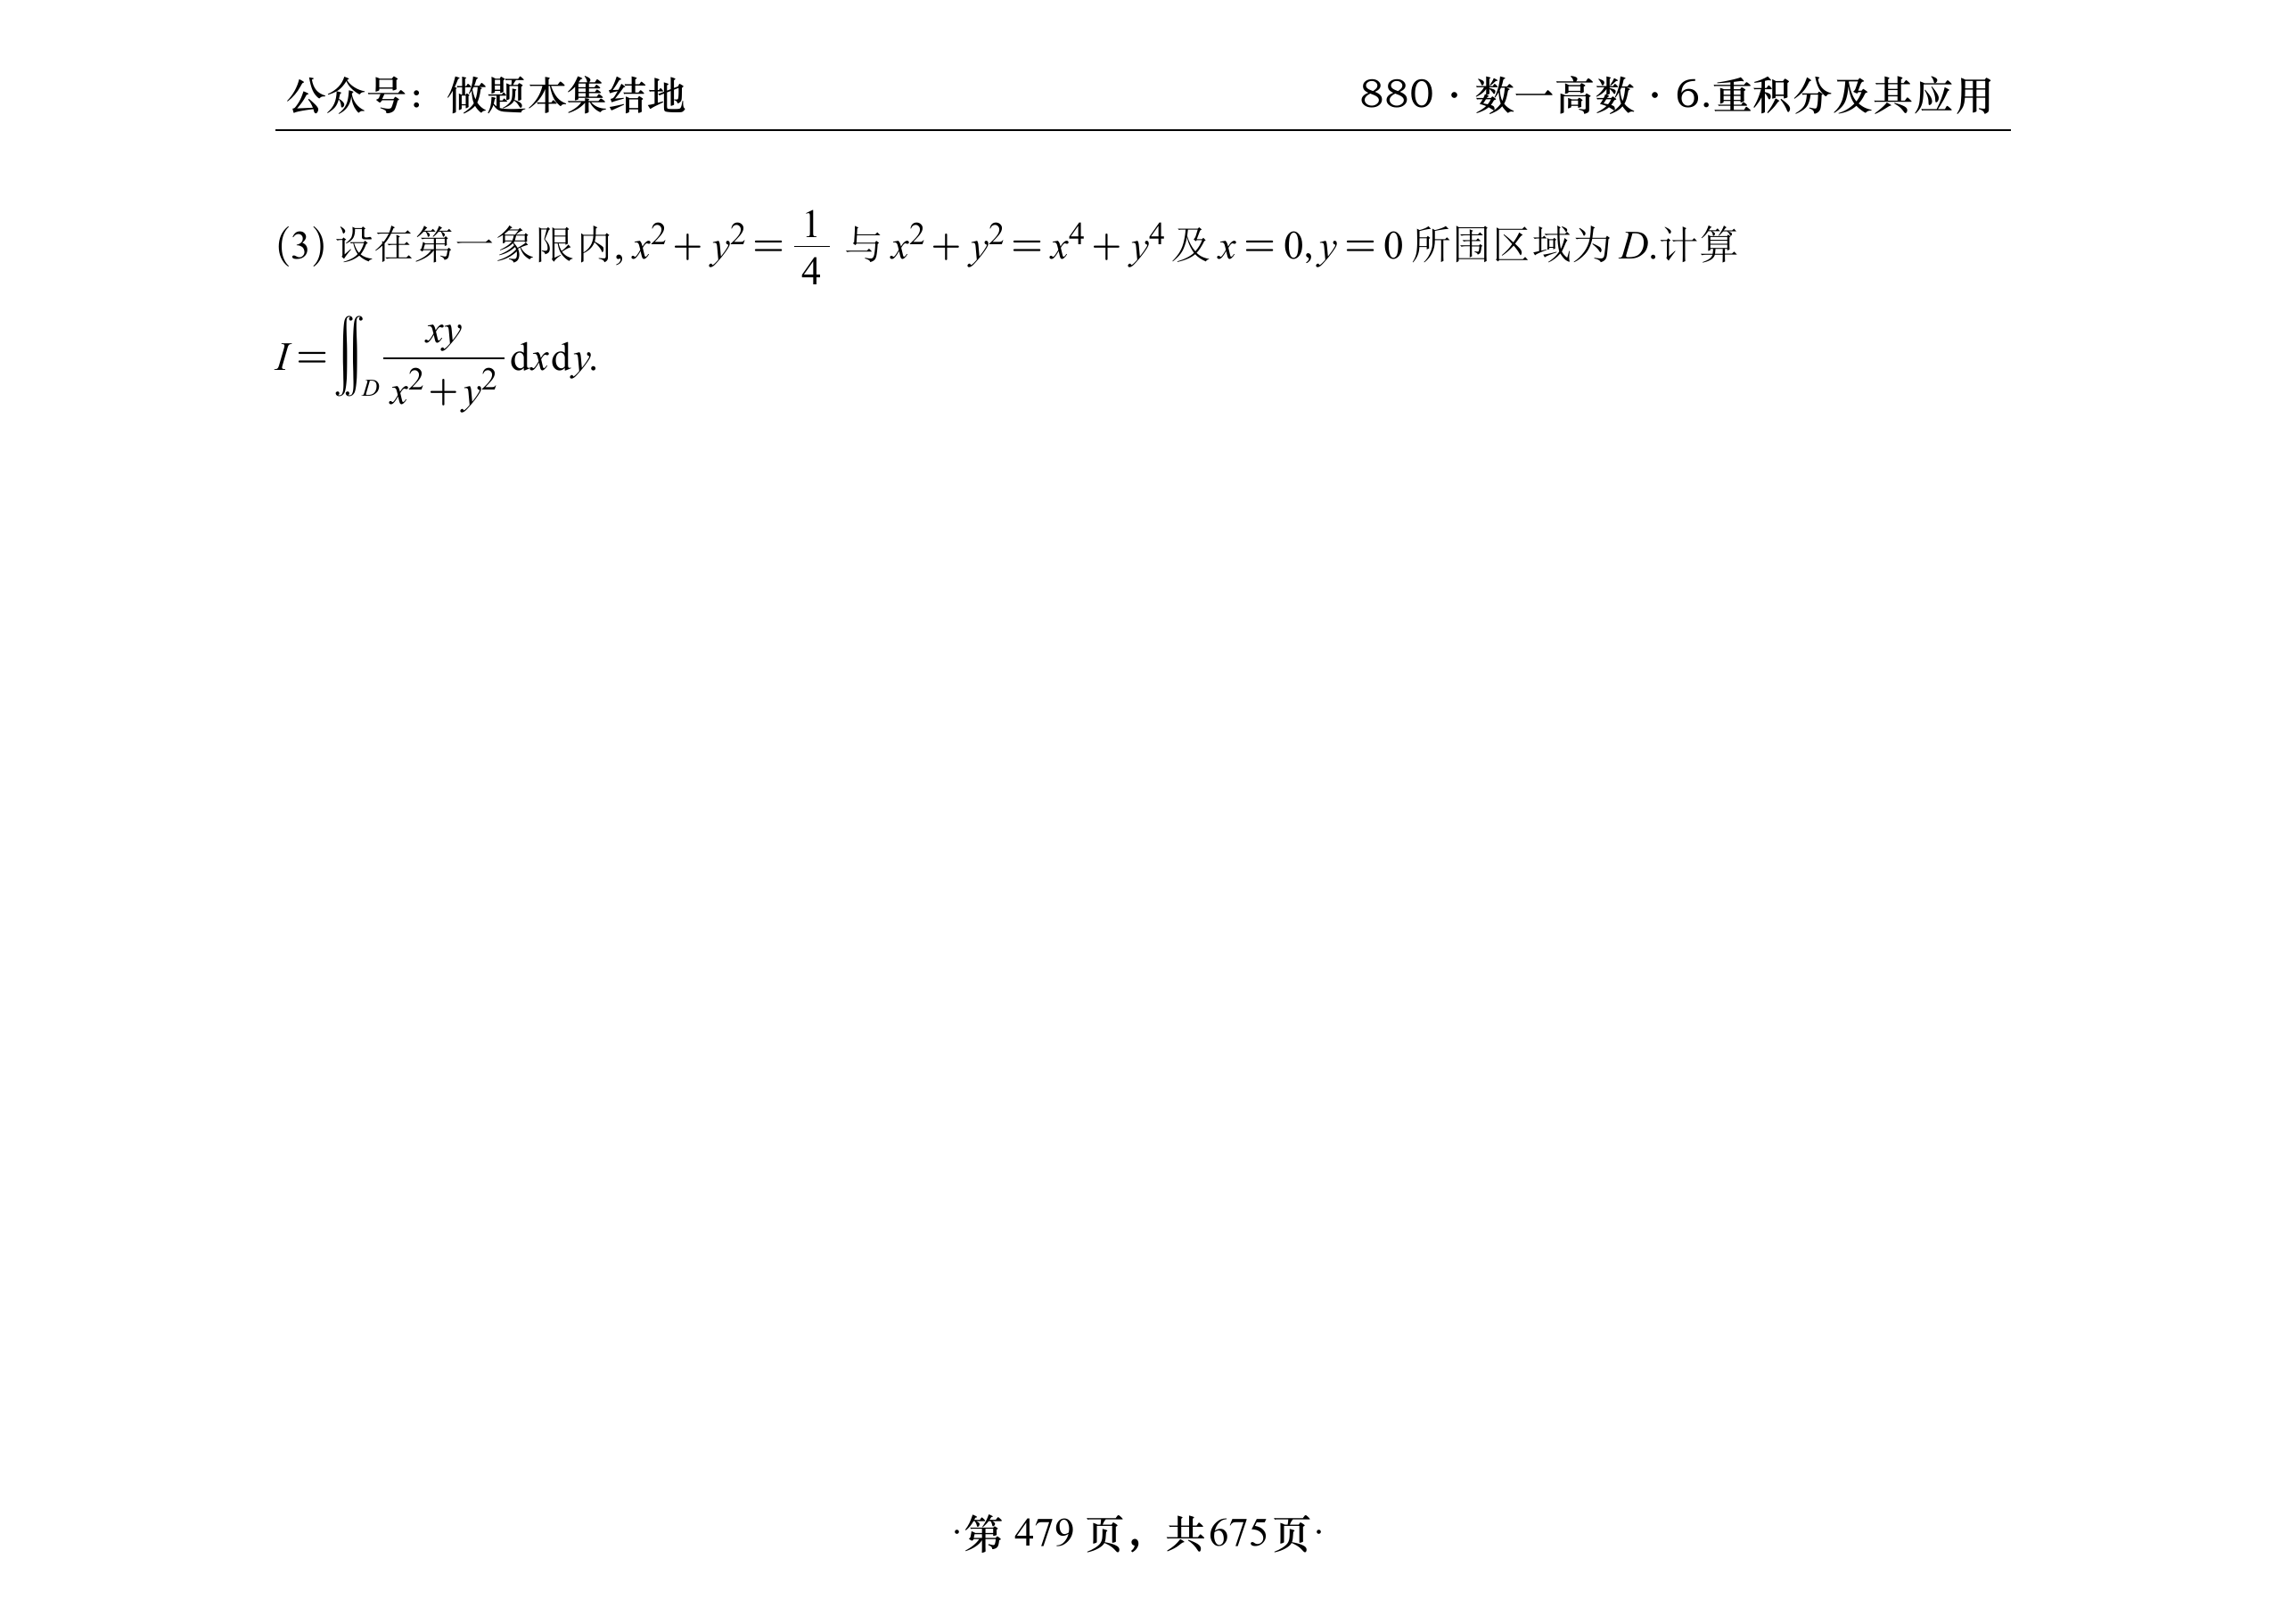 公众号：做题本集结地
880·数一高数·6.重积分及其应用
(3) 设在第一象限内, $x^2+y^2=\frac{1}{4}$ 与 $x^2+y^2=x^4+y^4$ 及 $x=0,y=0$ 所围区域为 $D$.计算
$I=\iint_D \frac{xy}{x^2+y^2}\mathrm{d}x\mathrm{d}y.$
·第 479 页，共675页·